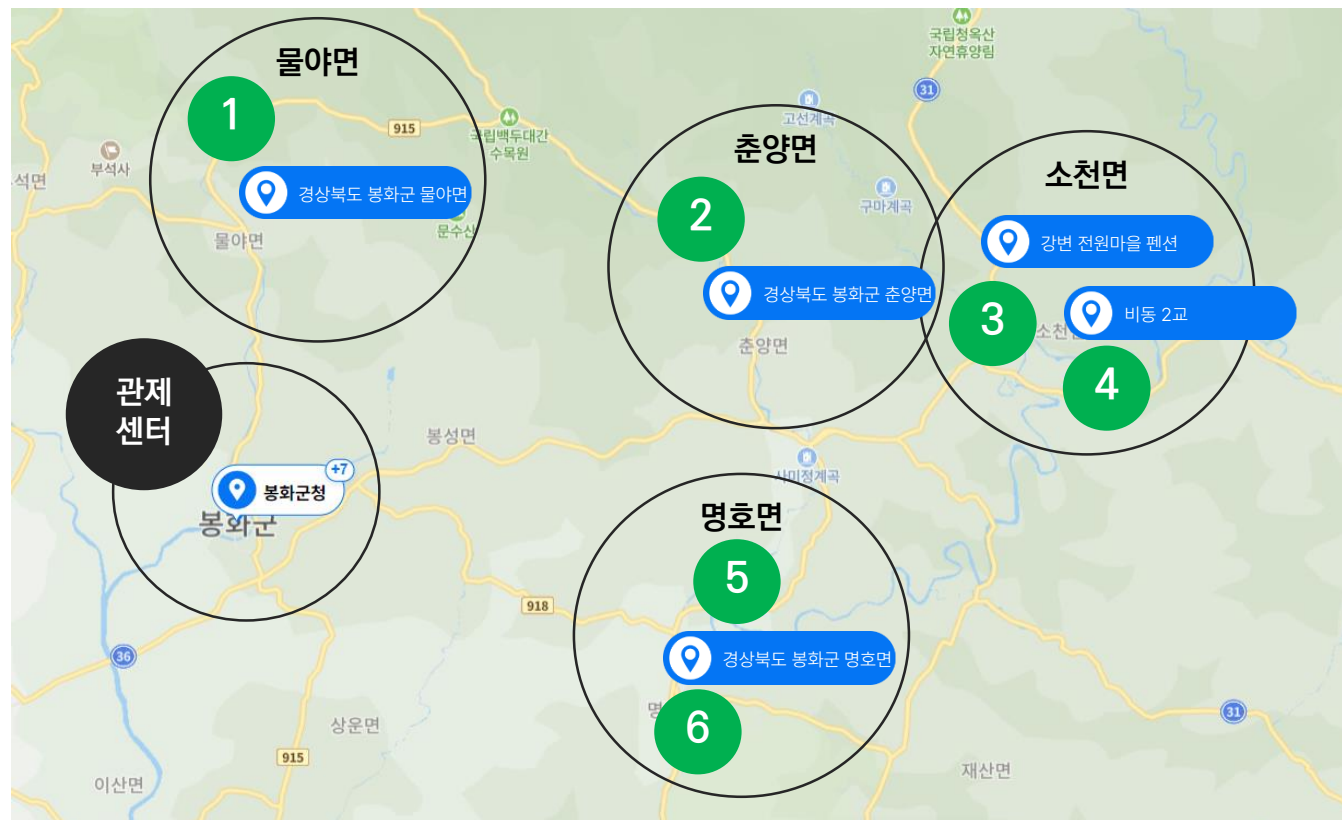 물야면
1
915
국립백두대간
수목원
부석사
석면
경상북도 봉화군 물야면
문수산
물야면
국립청옥산
자연휴양림
31
고선계곡
춘양면
2
구마계곡
경상북도 봉화군 춘양면
춘양면
소천면
강변 전원마을 펜션
3
비동 2교
소천
4
관제
센터
봉성면
+7
봉화군청
봉화군
사미정계곡
명호면
5
918
경상북도 봉화군 명호면
명
6
36
상운면
915
이산면
31
재산면